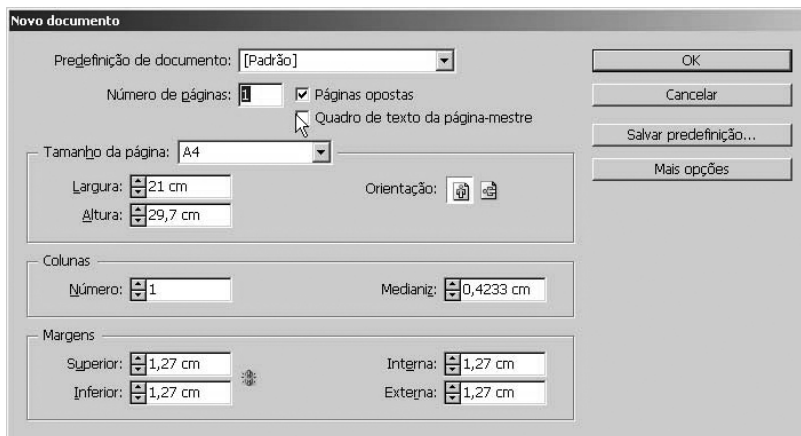 Novo documento
Predefinição de documento: [Padrão]
OK
Número de páginas: 1 Páginas opostas
Cancelar
Quadro de texto da página-mestre
Salvar predefinição...
Tamanho da página: A4
Mais opções
Largura: 21 cm Orientação:
Altura: 29,7 cm
Colunas
Número: 1 Medianiz: 0,4233 cm
Margens
Superior: 1,27 cm Interna: 1,27 cm
Inferior: 1,27 cm Externa: 1,27 cm